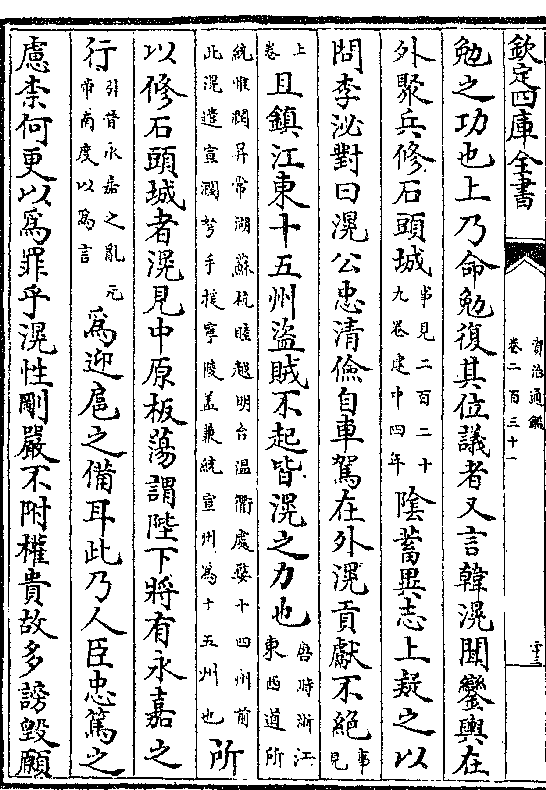 欽定四庫全書
資治通鑑
卷二百三十一
二十三
勉之功也上乃命勉復其位議者又言韓滉聞鑾輿在
外聚兵修石頭城事見二百二十九卷建中四年陰蓄異志上疑之以
問李泌對曰滉公忠清儉自車駕在外滉貢獻不絶事見
上卷且鎮江東十五州盜賊不起皆滉之力也唐時浙江東西道所
統惟潤昇常湖蘇杭睦越明台溫衢處婺十四州前
此滉遣宣潤弩手援寧陵盖兼統宣州爲十五州也所
以修石頭城者滉見中原板蕩謂陛下將有永嘉之
行引晉永嘉之亂元帝南度以爲言爲迎扈之備耳此乃人臣忠篤之
慮柰何更以爲罪乎滉性剛嚴不附權貴故多謗毀願